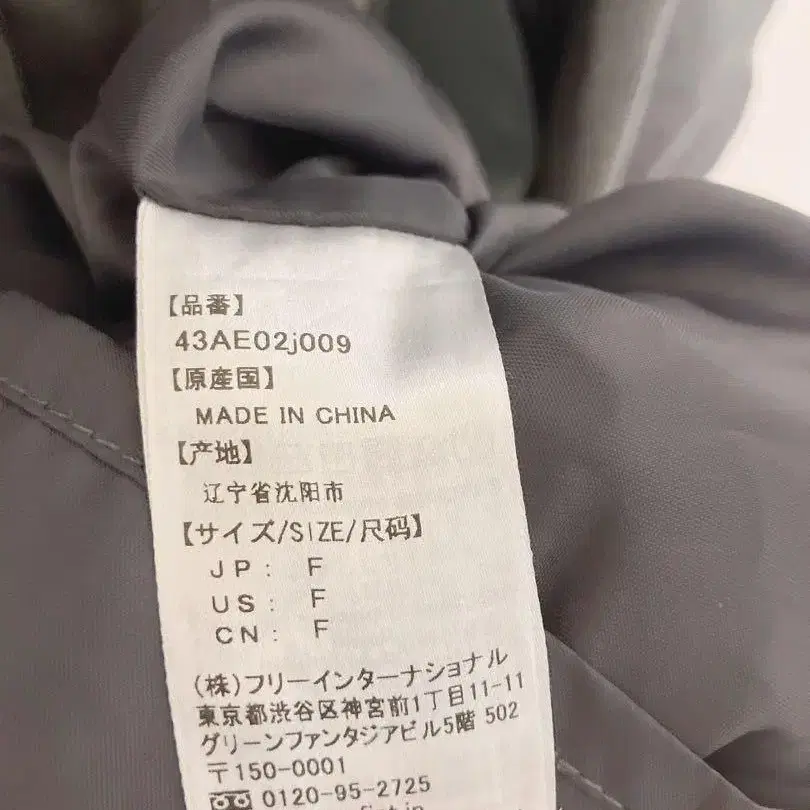 【品番】
43AE02j009
【原産国】
MADE IN CHINA
【产地】
辽宁省沈阳市
【サイズ/SIZE/尺码】
JP: F
US: F
CN: F
(株)フリーインターナショナル
東京都渋谷区神宮前1丁目11-11
グリーンファンタジアビル5階 502
〒150-0001
0120-95-2725